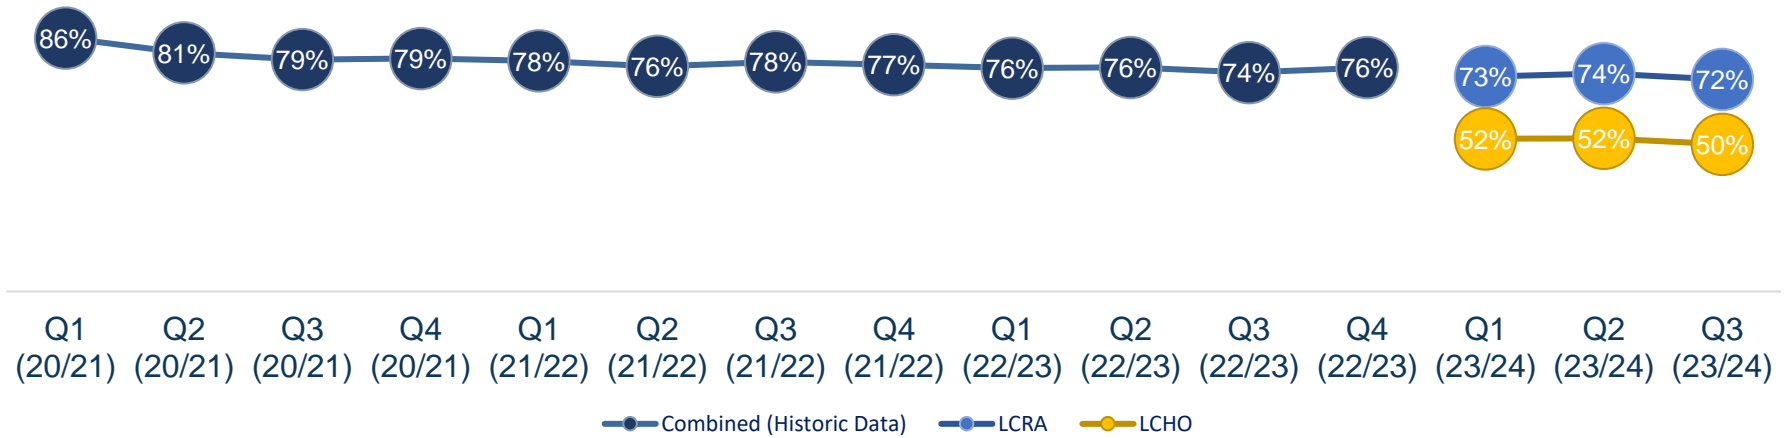 86% 81% 79% 79% 78% 76% 78% 77% 76% 76% 74% 76% 73% 74% 72%
52% 52% 50%
Q1 Q2 Q3 Q4 Q1 Q2 Q3 Q4 Q1 Q2 Q3 Q4 Q1 Q2 Q3
(20/21) (20/21) (20/21) (20/21) (21/22) (21/22) (21/22) (21/22) (22/23) (22/23) (22/23) (22/23) (23/24) (23/24) (23/24)
Combined (Historic Data) LCRA LCHO